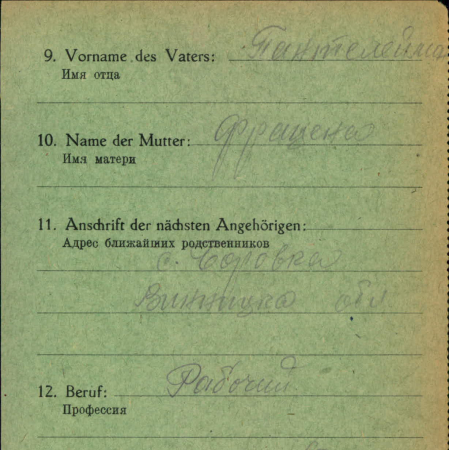 9. Vorname des Vaters: Пантелеймо
Имя отца
10. Name der Mutter:
Имя матери
11. Anschrift der nächsten Angehörigen:
Адрес ближайших родственников
с.
обл
12. Beruf: Рабочий
Профессия